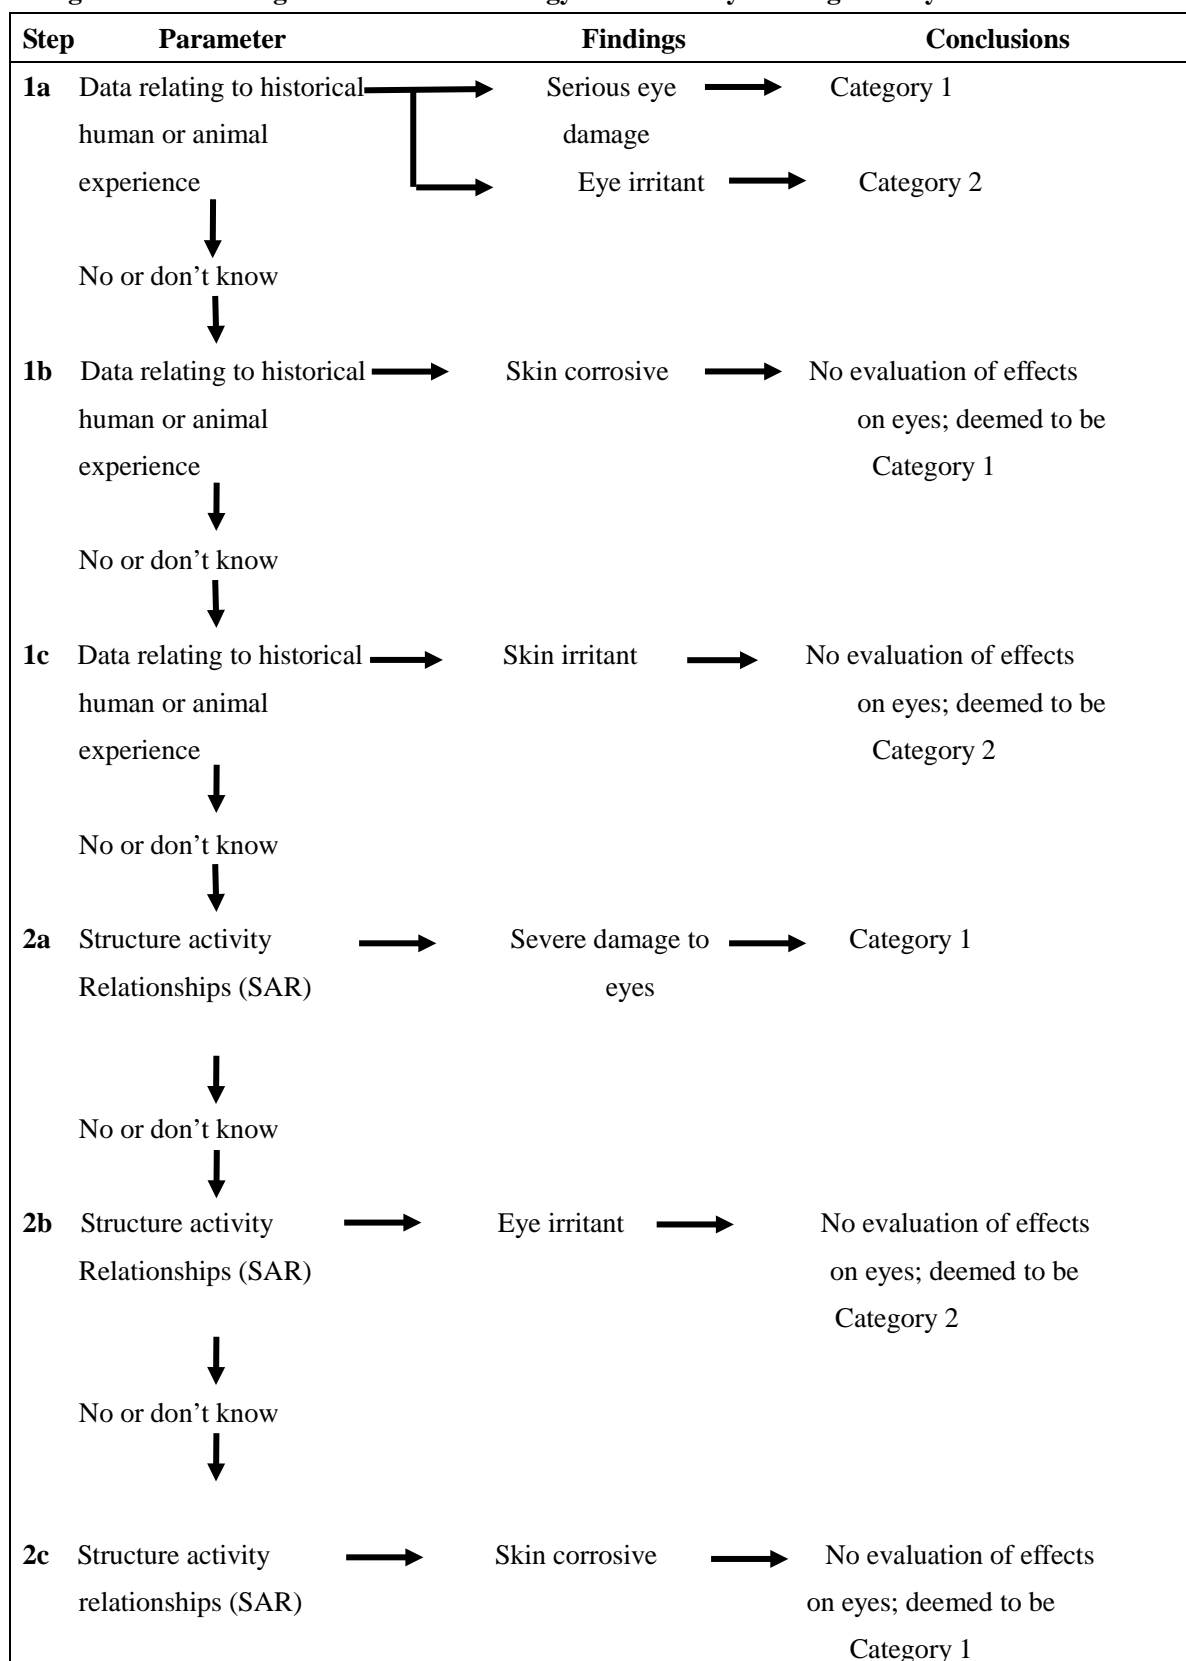 Step Parameter Findings Conclusions
1a Data relating to historical Serious eye Category 1
human or animal damage
experience Eye irritant Category 2
No or don't know
1b Data relating to historical Skin corrosive No evaluation of effects
human or animal on eyes; deemed to be
experience Category 1
No or don't know
1c Data relating to historical Skin irritant No evaluation of effects
human or animal on eyes; deemed to be
experience Category 2
No or don't know
2a Structure activity Severe damage to Category 1
Relationships (SAR) eyes
No or don't know
2b Structure activity Eye irritant No evaluation of effects
Relationships (SAR) on eyes; deemed to be
Category 2
No or don't know
2c Structure activity Skin corrosive No evaluation of effects
relationships (SAR) on eyes; deemed to be
Category 1